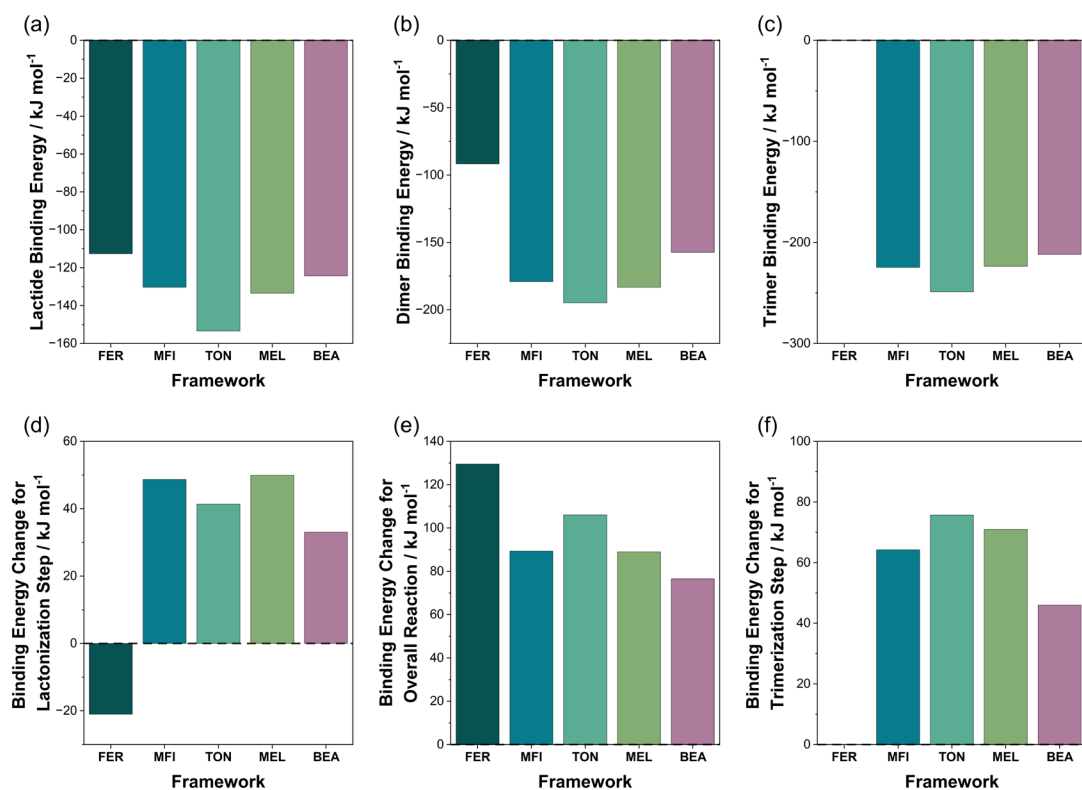 (a)
Lactide Binding Energy / kJ mol⁻¹
0
−20
−40
−60
−80
−100
−120
−140
−160
FER MFI TON MEL BEA
Framework
(b)
Dimer Binding Energy / kJ mol⁻¹
0
−50
−100
−150
−200
FER MFI TON MEL BEA
Framework
(c)
Trimer Binding Energy / kJ mol⁻¹
0
−100
−200
−300
FER MFI TON MEL BEA
Framework
(d)
Binding Energy Change for
Lactonization Step / kJ mol⁻¹
60
40
20
0
−20
FER MFI TON MEL BEA
Framework
(e)
Binding Energy Change for
Overall Reaction / kJ mol⁻¹
140
120
100
80
60
40
20
0
FER MFI TON MEL BEA
Framework
(f)
Binding Energy Change for
Trimerization Step / kJ mol⁻¹
100
80
60
40
20
0
FER MFI TON MEL BEA
Framework